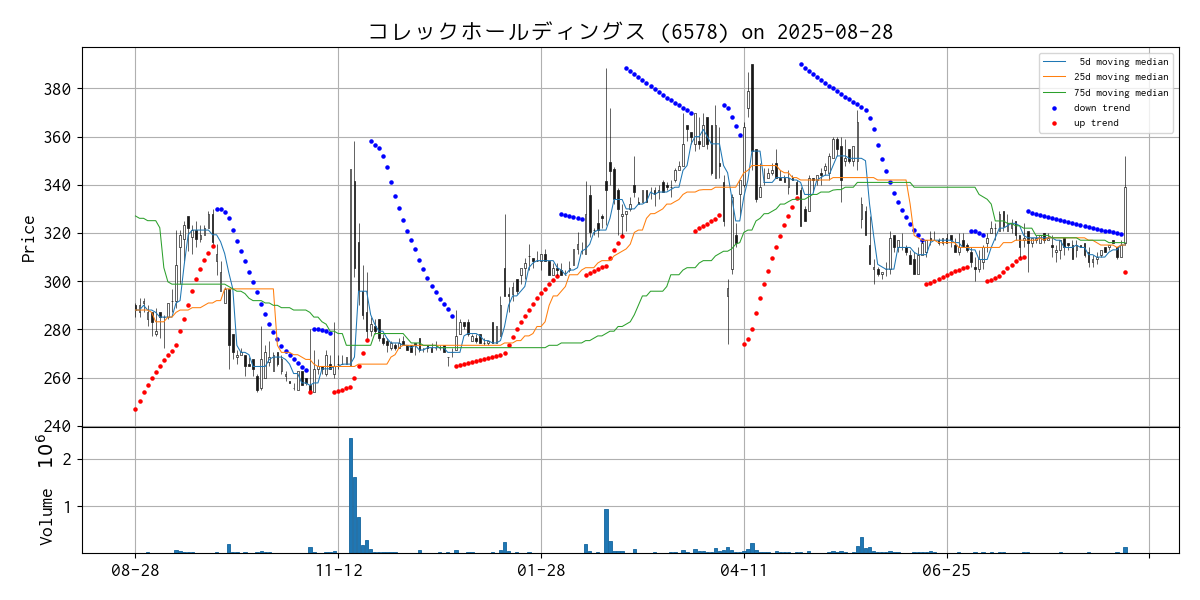 コレックホールディングス (6578) on 2025-08-28
5d moving median
25d moving median
75d moving median
down trend
up trend
Price
380
360
340
320
300
280
260
240
Volume 10^6
2
1
08-28
11-12
01-28
04-11
06-25